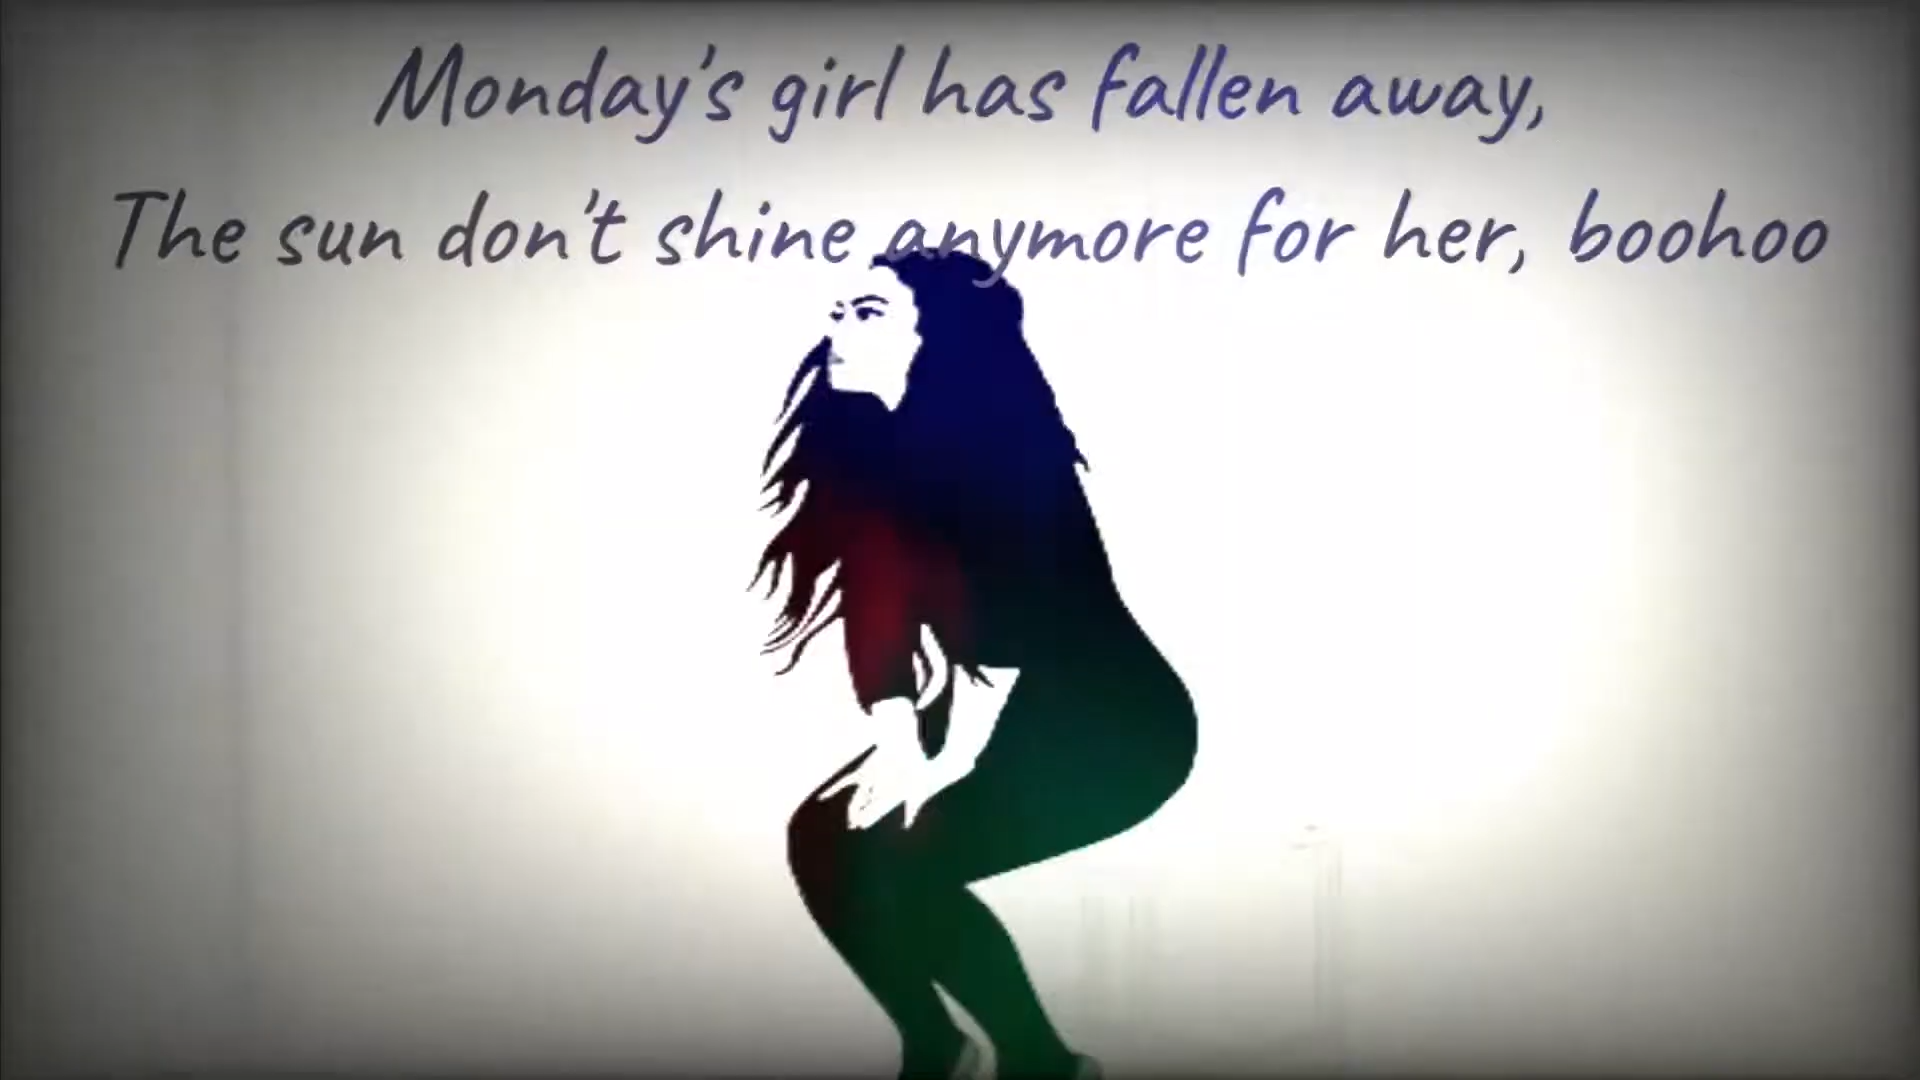 Monday's girl has fallen away,
The sun don't shine anymore for her, boohoo